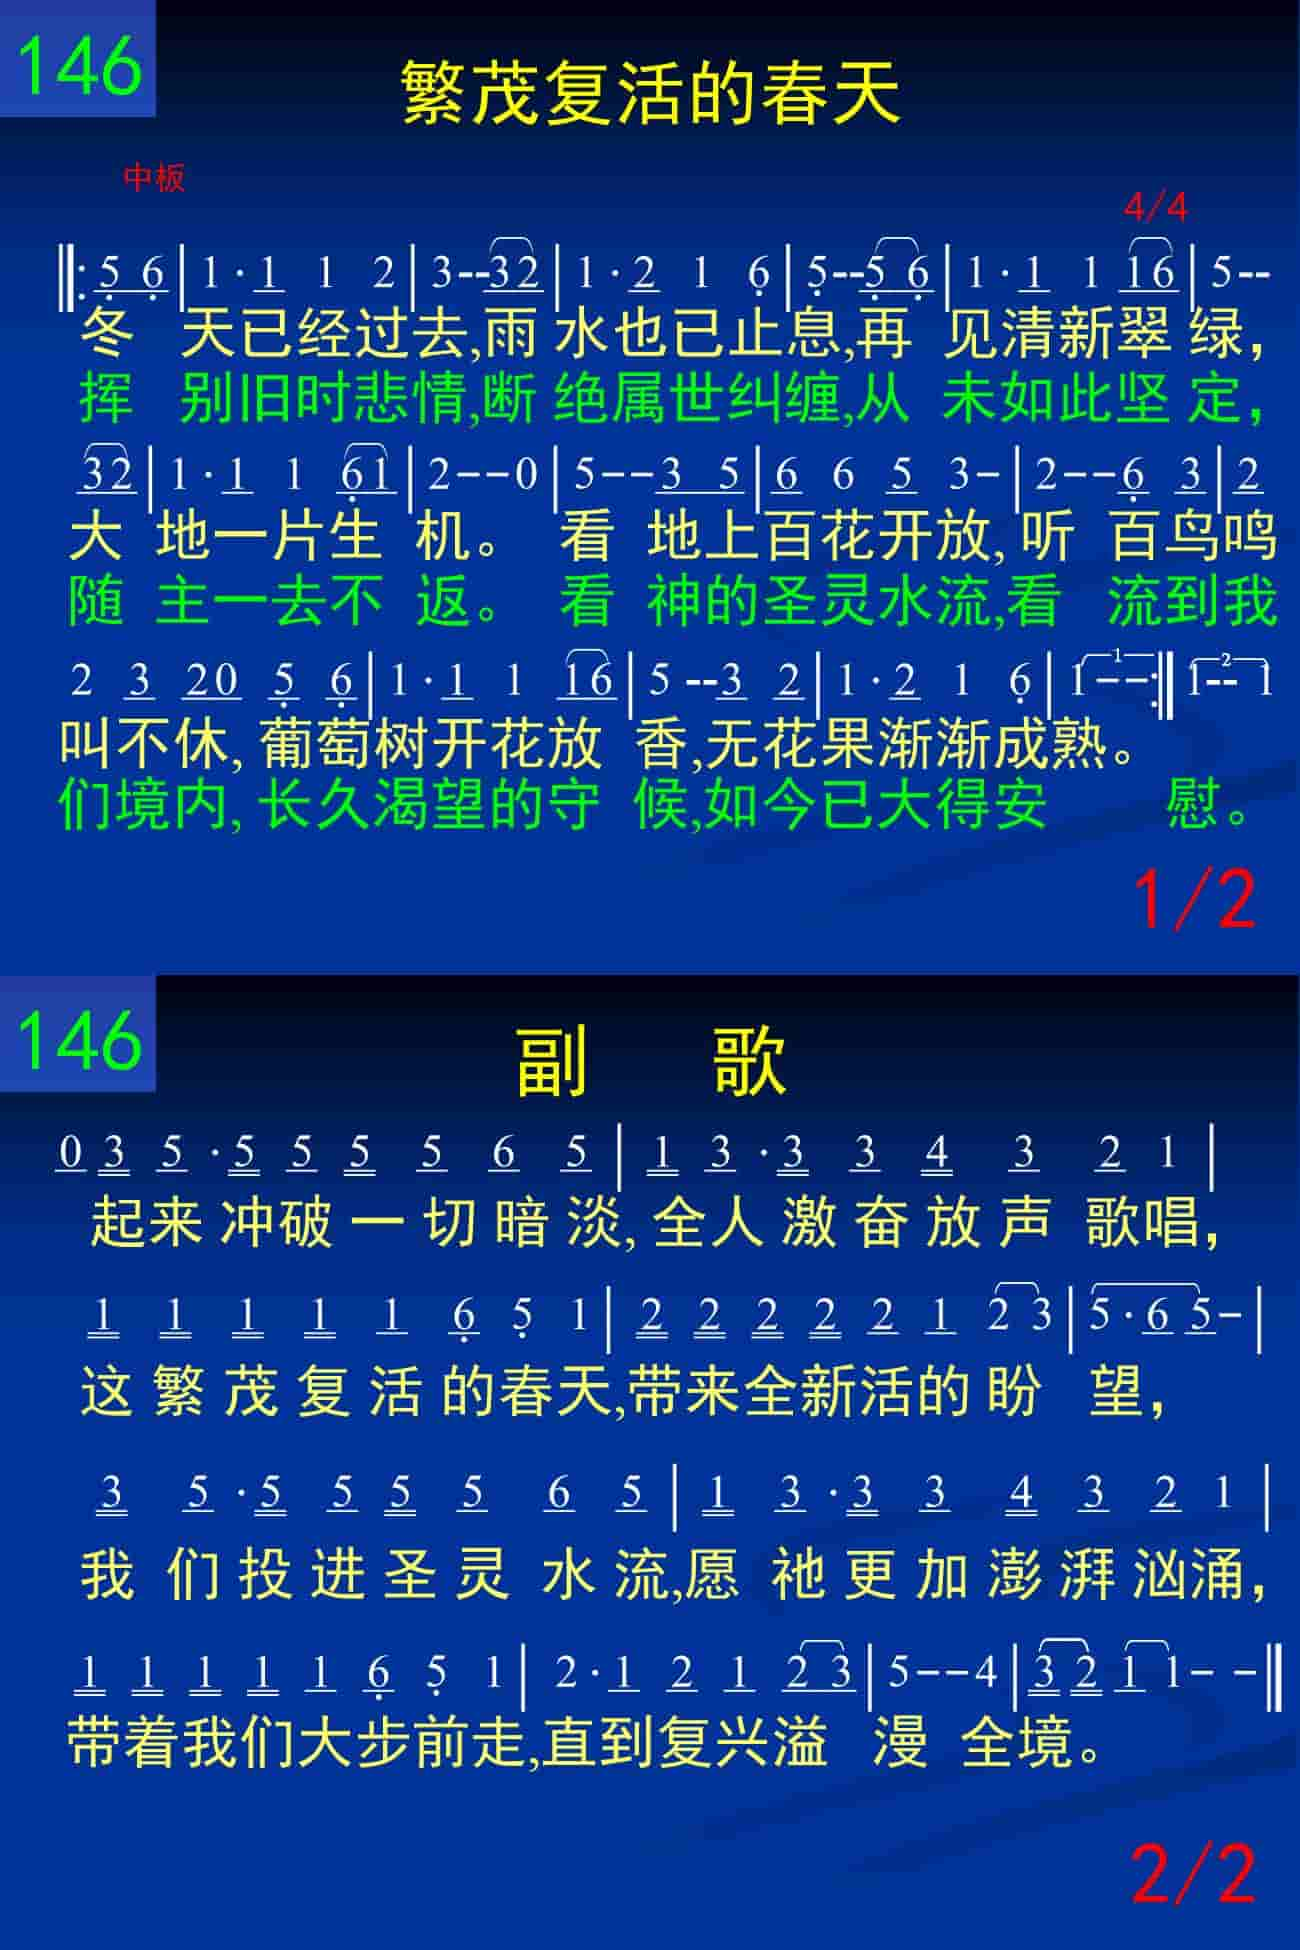 146
繁茂复活的春天
中板
4/4
‖: 5 6 | 1 · 1 1 2 | 3--32 | 1 · 2 1 6 | 5--5 6 | 1 · 1 1 16 | 5--
冬 天已经过去,雨 水也已止息,再 见清新翠 绿,
挥 别旧时悲情,断 绝属世纠缠,从 未如此坚 定,
32 | 1 · 1 1 61 | 2--0 | 5--3 5 | 6 6 5 3- | 2--6 3 | 2
大 地一片生 机。 看 地上百花开放, 听 百鸟鸣
随 主一去不 返。 看 神的圣灵水流,看 流到我
2 3 20 5 6 | 1 · 1 1 16 | 5 --3 2 | 1 · 2 1 6 | 1-- :‖ 1-- 1
叫不休, 葡萄树开花放 香,无花果渐渐成熟。
们境内, 长久渴望的守 候,如今已大得安 慰。
1/2
146
副 歌
0 3 5 · 5 5 5 5 6 5 | 1 3 · 3 3 4 3 2 1 |
起来 冲破 一 切 暗 淡, 全人 激 奋 放 声 歌唱,
1 1 1 1 1 6 5 1 | 2 2 2 2 2 1 2 3 | 5 · 6 5- |
这 繁 茂 复 活 的春天,带来全新活的 盼 望,
3 5 · 5 5 5 5 6 5 | 1 3 · 3 3 4 3 2 1 |
我 们 投 进 圣 灵 水 流,愿 祂 更 加 澎 湃 汹涌,
1 1 1 1 1 6 5 1 | 2 · 1 2 1 2 3 | 5--4 | 3 2 1 1- - ‖
带着我们大步前走,直到复兴溢 漫 全境。
2/2